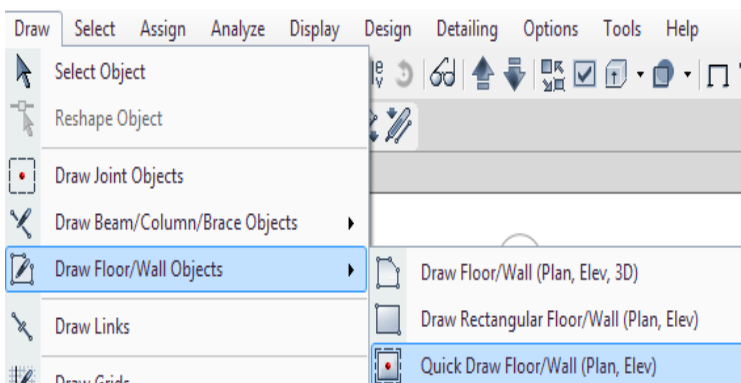 Draw Select Assign Analyze Display Design Detailing Options Tools Help
Select Object
Reshape Object
Draw Joint Objects
Draw Beam/Column/Brace Objects
Draw Floor/Wall Objects
Draw Floor/Wall (Plan, Elev, 3D)
Draw Links
Draw Rectangular Floor/Wall (Plan, Elev)
Quick Draw Floor/Wall (Plan, Elev)
Draw Grids